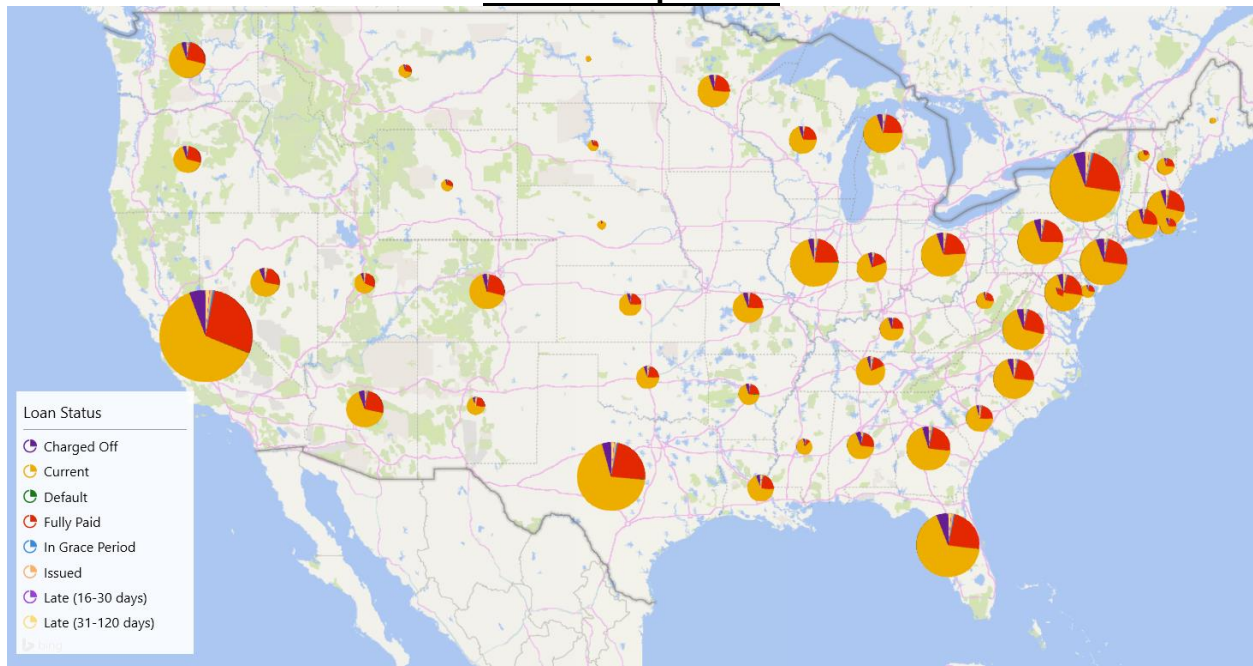 Loan Status
Charged Off
Current
Default
Fully Paid
In Grace Period
Issued
Late (16-30 days)
Late (31-120 days)
bing